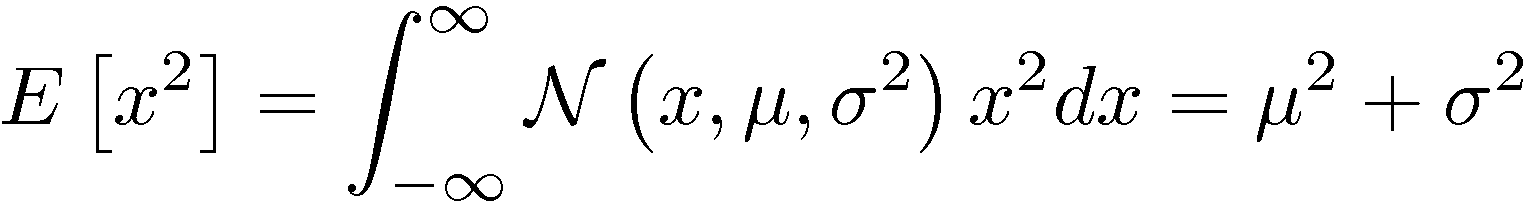 E [x²] = ∫_{-∞}^{∞} 𝒩 (x, μ, σ²) x² dx = μ² + σ²